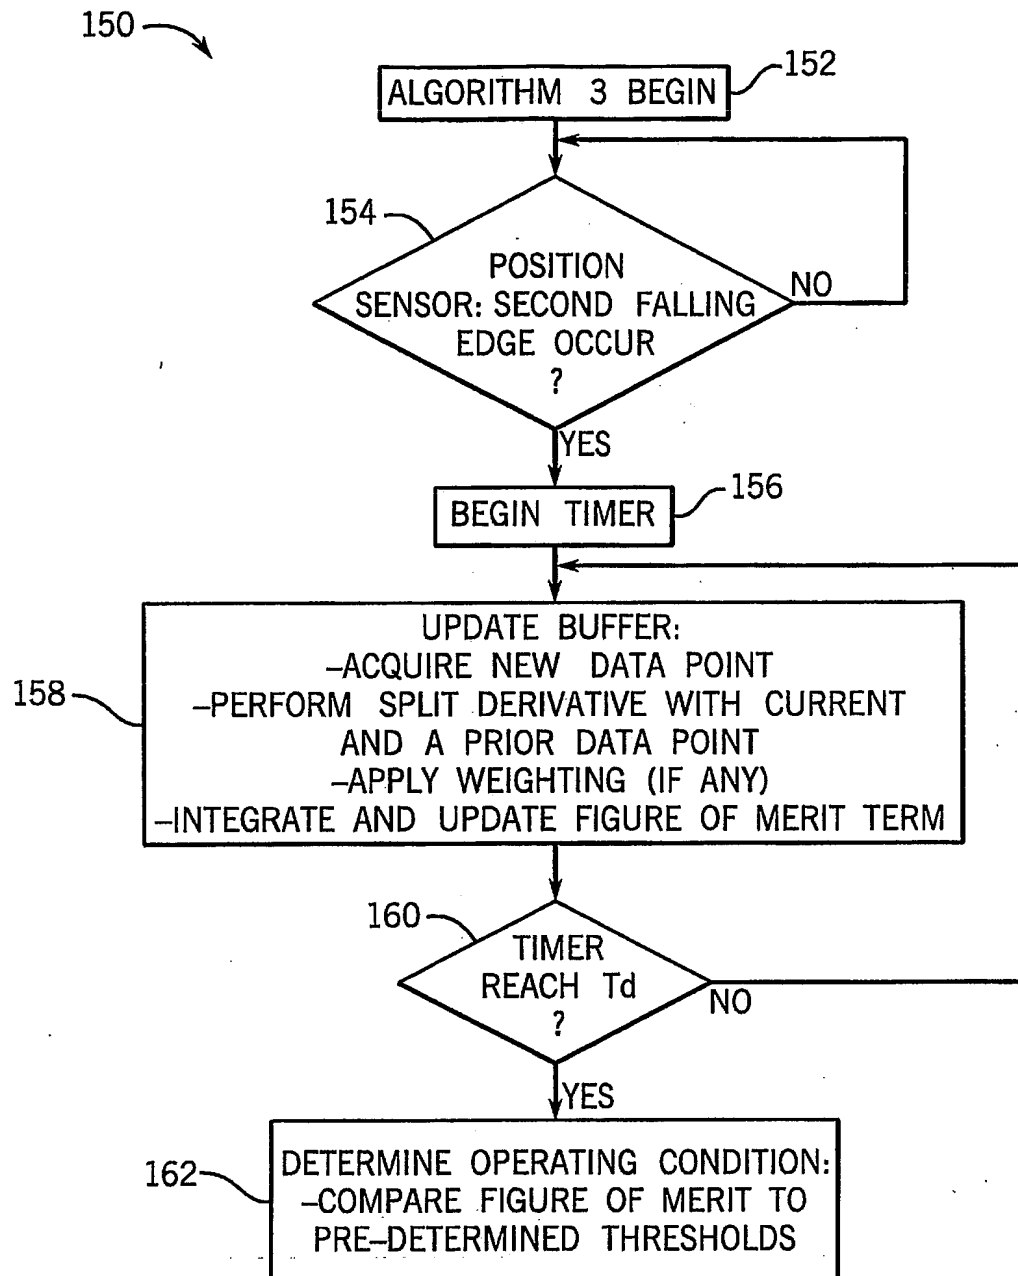 150
152
ALGORITHM 3 BEGIN
154
POSITION
SENSOR: SECOND FALLING
EDGE OCCUR
?
NO
YES
156
BEGIN TIMER
158
UPDATE BUFFER:
–ACQUIRE NEW DATA POINT
–PERFORM SPLIT DERIVATIVE WITH CURRENT
AND A PRIOR DATA POINT
–APPLY WEIGHTING (IF ANY)
–INTEGRATE AND UPDATE FIGURE OF MERIT TERM
160
TIMER
REACH Td
?
NO
YES
162
DETERMINE OPERATING CONDITION:
–COMPARE FIGURE OF MERIT TO
PRE–DETERMINED THRESHOLDS